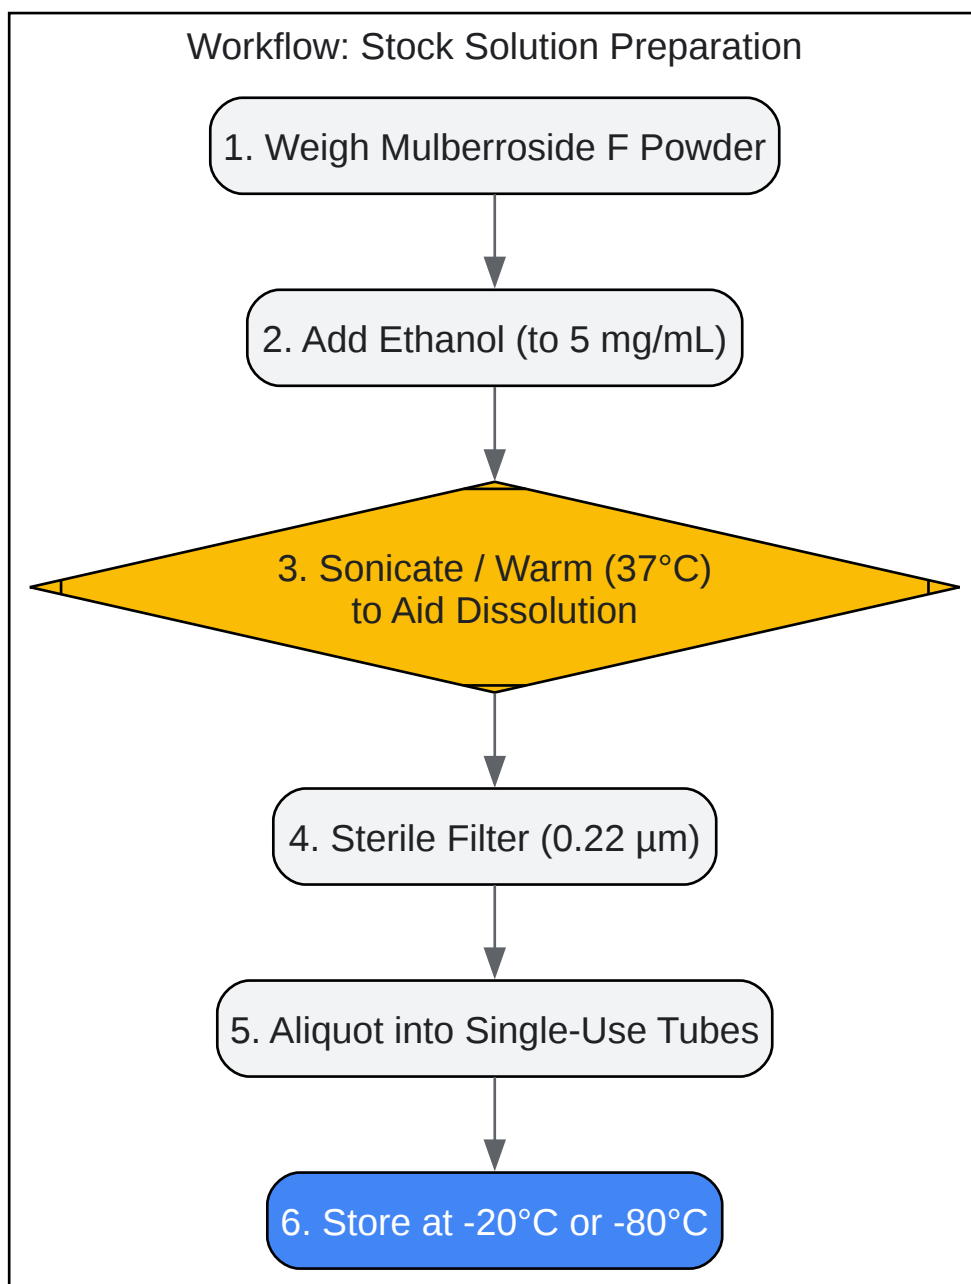 Workflow: Stock Solution Preparation
1. Weigh Mulberroside F Powder
2. Add Ethanol (to 5 mg/mL)
3. Sonicate / Warm (37°C)
to Aid Dissolution
4. Sterile Filter (0.22 µm)
5. Aliquot into Single-Use Tubes
6. Store at -20°C or -80°C